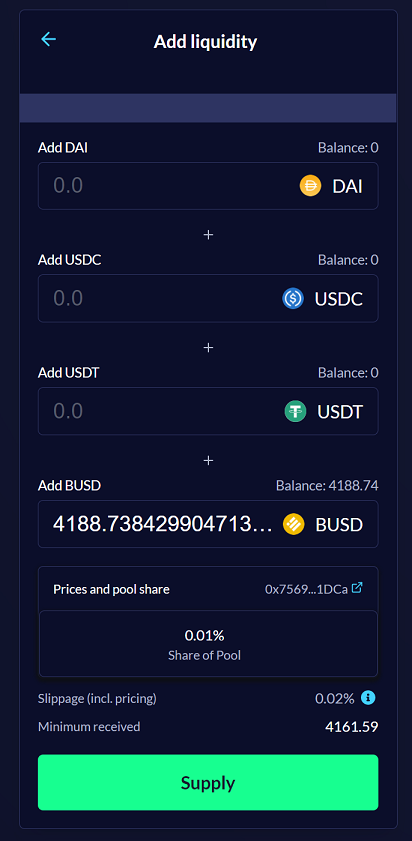 Add liquidity
Add DAI Balance: 0
0.0 DAI
+
Add USDC Balance: 0
0.0 USDC
+
Add USDT Balance: 0
0.0 USDT
+
Add BUSD Balance: 4188.74
4188.738429904713... BUSD
Prices and pool share 0x7569...1DCa
0.01%
Share of Pool
Slippage (incl. pricing) 0.02%
Minimum received 4161.59
Supply